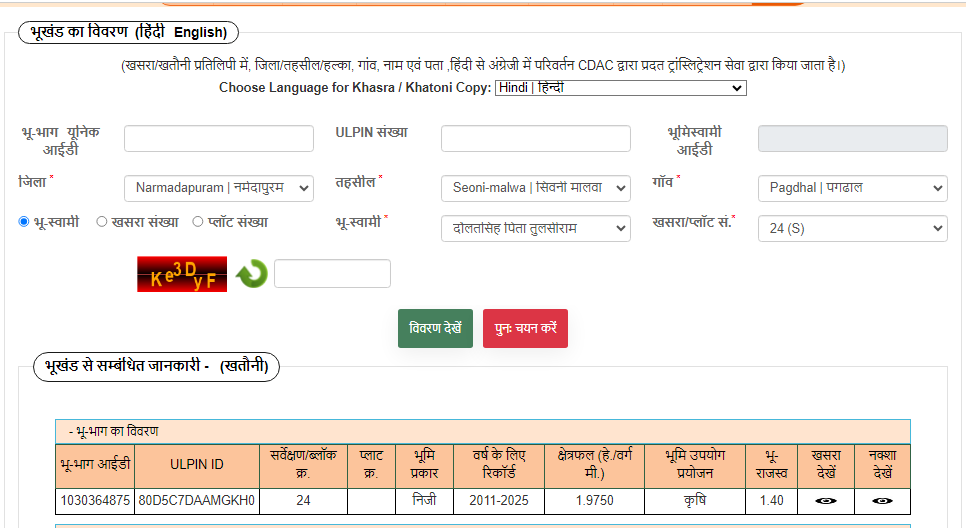 भूखंड का विवरण (हिंदी English)
(खसरा/खतौनी प्रतिलिपी में, जिला/तहसील/हल्का, गांव, नाम एवं पता ,हिंदी से अंग्रेजी में परिवर्तन CDAC द्वारा प्रदत ट्रांस्लिट्रेशन सेवा द्वारा किया जाता है।)
Choose Language for Khasra / Khatoni Copy: Hindi | हिन्दी
भू-भाग यूनिक आईडी
ULPIN संख्या
भूमिस्वामी आईडी
जिला * Narmadapuram | नर्मदापुरम
तहसील * Seoni-malwa | सिवनी मालवा
गाँव * Pagdhal | पगढाल
भू-स्वामी खसरा संख्या प्लॉट संख्या
भू-स्वामी * दौलतसिंह पिता तुलसीराम
खसरा/प्लॉट सं.* 24 (S)
Ke3DyF
विवरण देखें पुनः चयन करें
भूखंड से सम्बंधित जानकारी - (खतौनी)
- भू-भाग का विवरण
भू-भाग आईडी ULPIN ID सर्वेक्षण/ब्लॉक क्र. प्लाट क्र. भूमि प्रकार वर्ष के लिए रिकॉर्ड क्षेत्रफल (हे./वर्ग मी.) भूमि उपयोग प्रयोजन भू-राजस्व खसरा देखें नक्शा देखें
1030364875 80D5C7DAAMGKH0 24 निजी 2011-2025 1.9750 कृषि 1.40